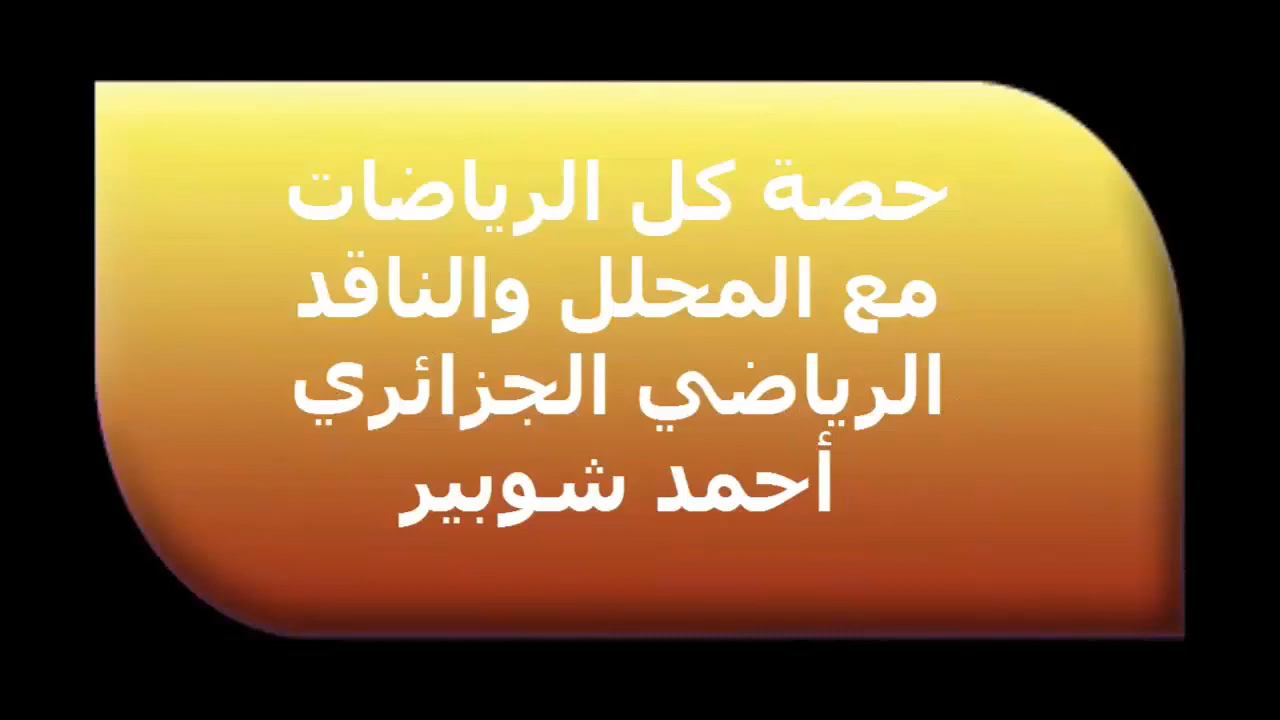 حصة كل الرياضات
مع المحلل والناقد
الرياضي الجزائري
أحمد شوبير